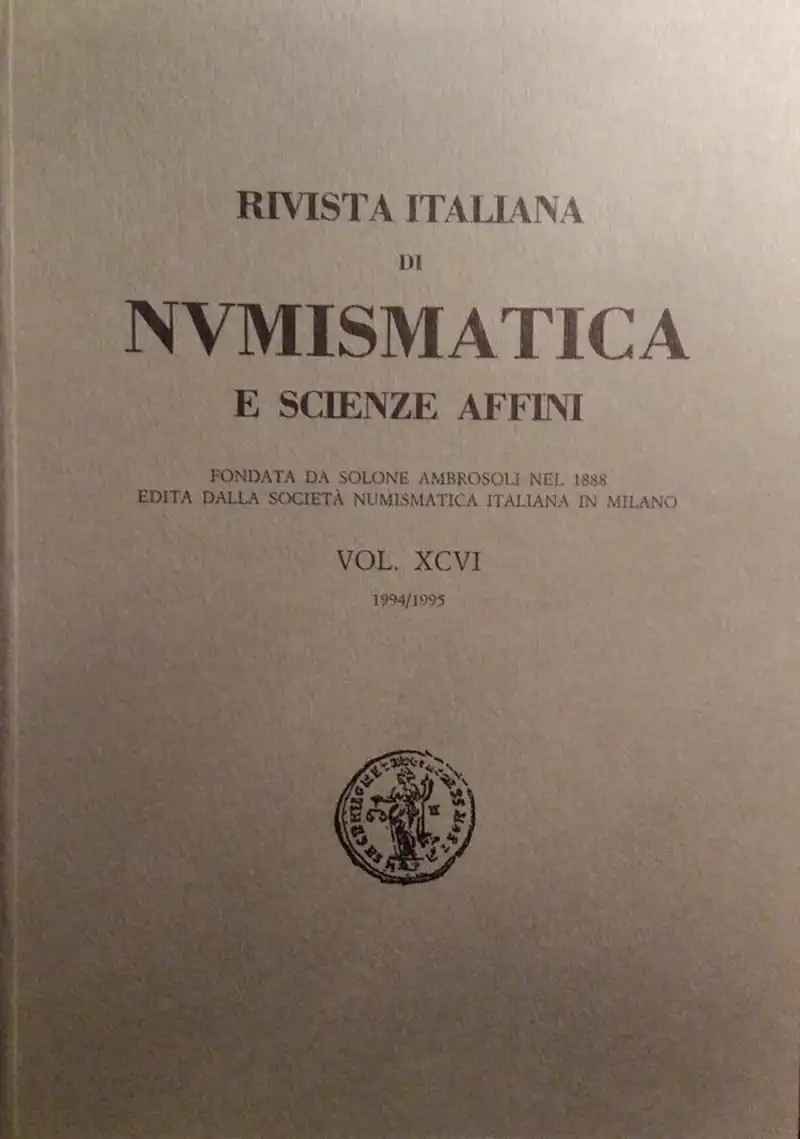 RIVISTA ITALIANA
DI
NVMISMATICA
E SCIENZE AFFINI
FONDATA DA SOLONE AMBROSOLI NEL 1888
EDITA DALLA SOCIETÀ NUMISMATICA ITALIANA IN MILANO
VOL. XCVI
1994/1995